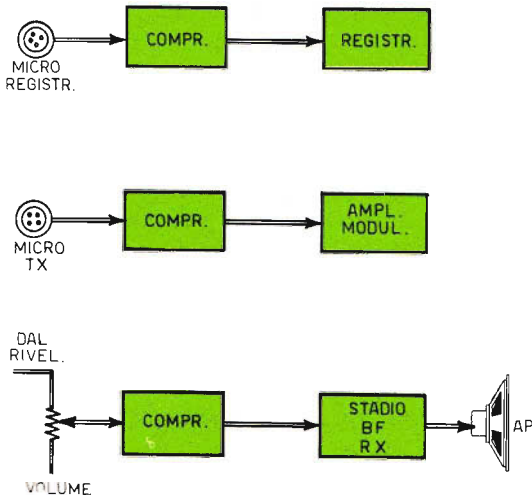 COMPR.
REGISTR.
MICRO
REGISTR.
COMPR.
AMPL.
MODUL.
MICRO
TX
DAL
RIVEL.
COMPR.
STADIO
BF
RX
AP
VOLUME